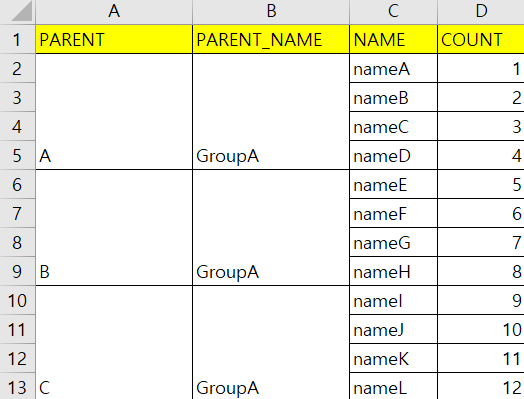 A B C D
1 PARENT PARENT_NAME NAME COUNT
2 nameA 1
3 nameB 2
4 nameC 3
5 A GroupA nameD 4
6 nameE 5
7 nameF 6
8 nameG 7
9 B GroupA nameH 8
10 nameI 9
11 nameJ 10
12 nameK 11
13 C GroupA nameL 12